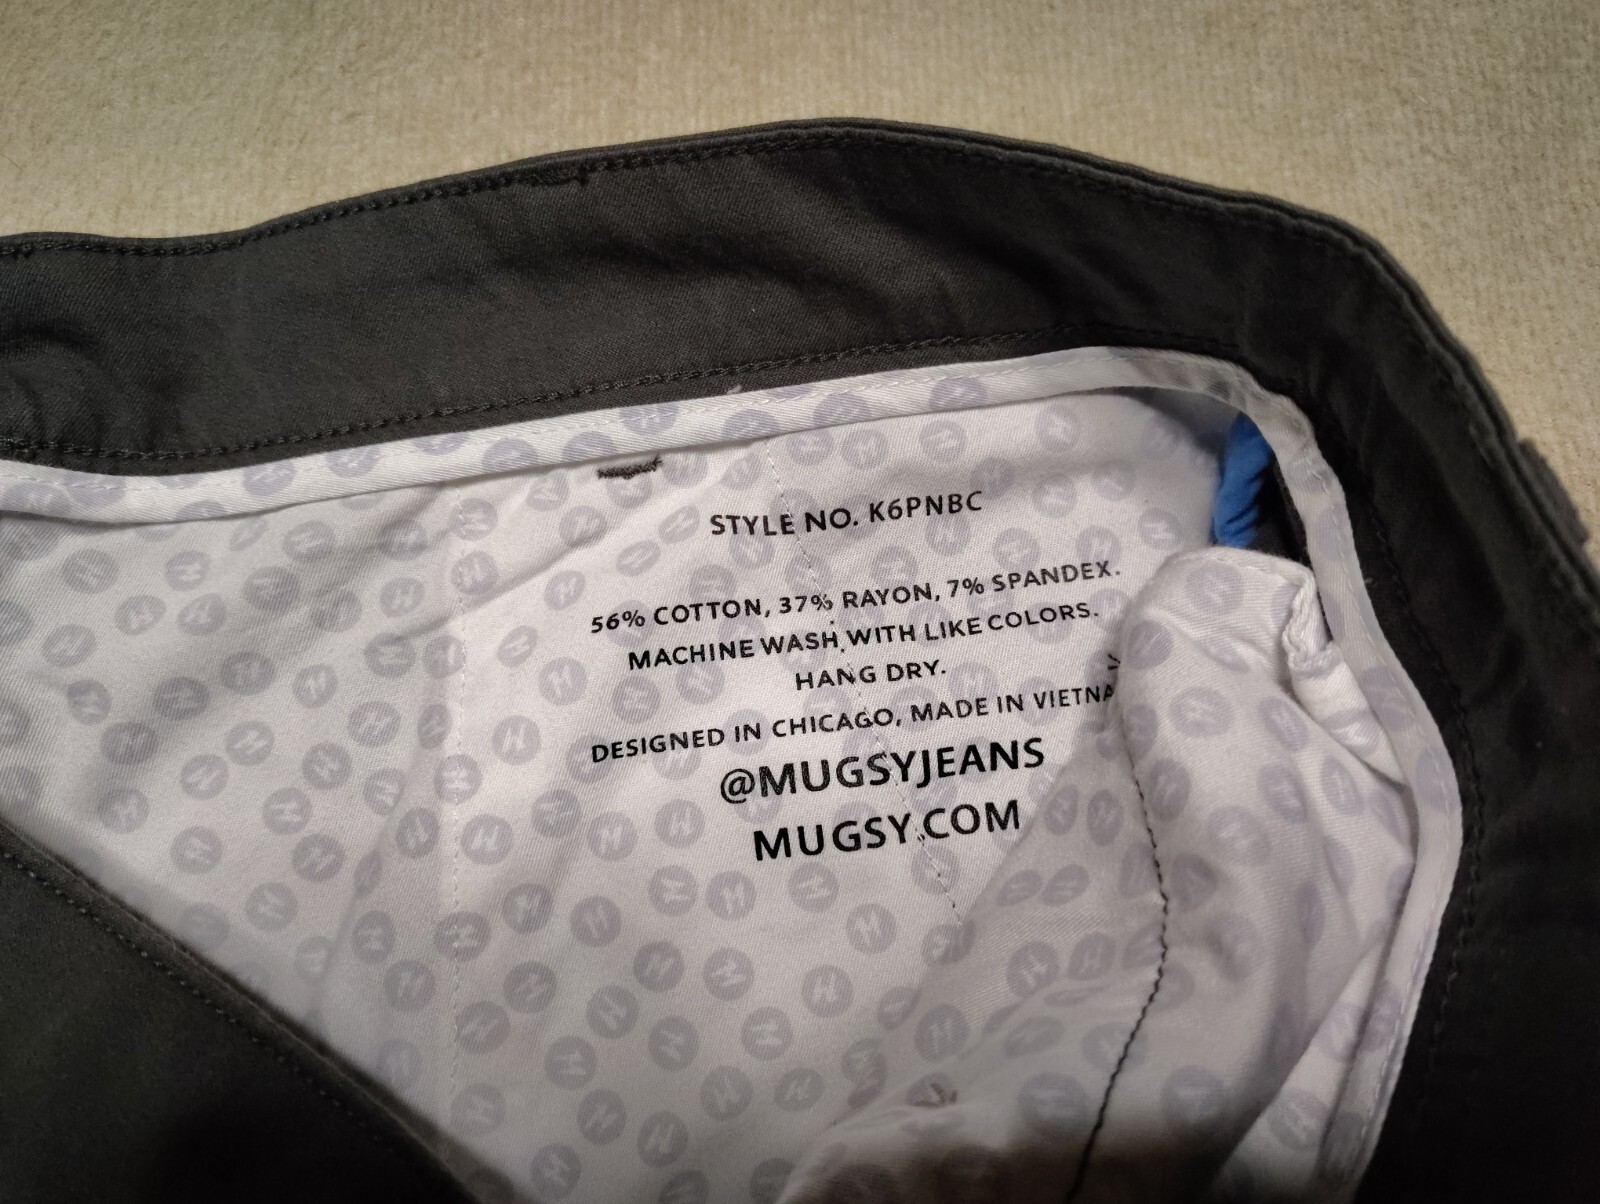 STYLE NO. K6PNBC
56% COTTON, 37% RAYON, 7% SPANDEX.
MACHINE WASH WITH LIKE COLORS.
HANG DRY.
DESIGNED IN CHICAGO, MADE IN VIETNA
@MUGSYJEANS
MUGSY.COM